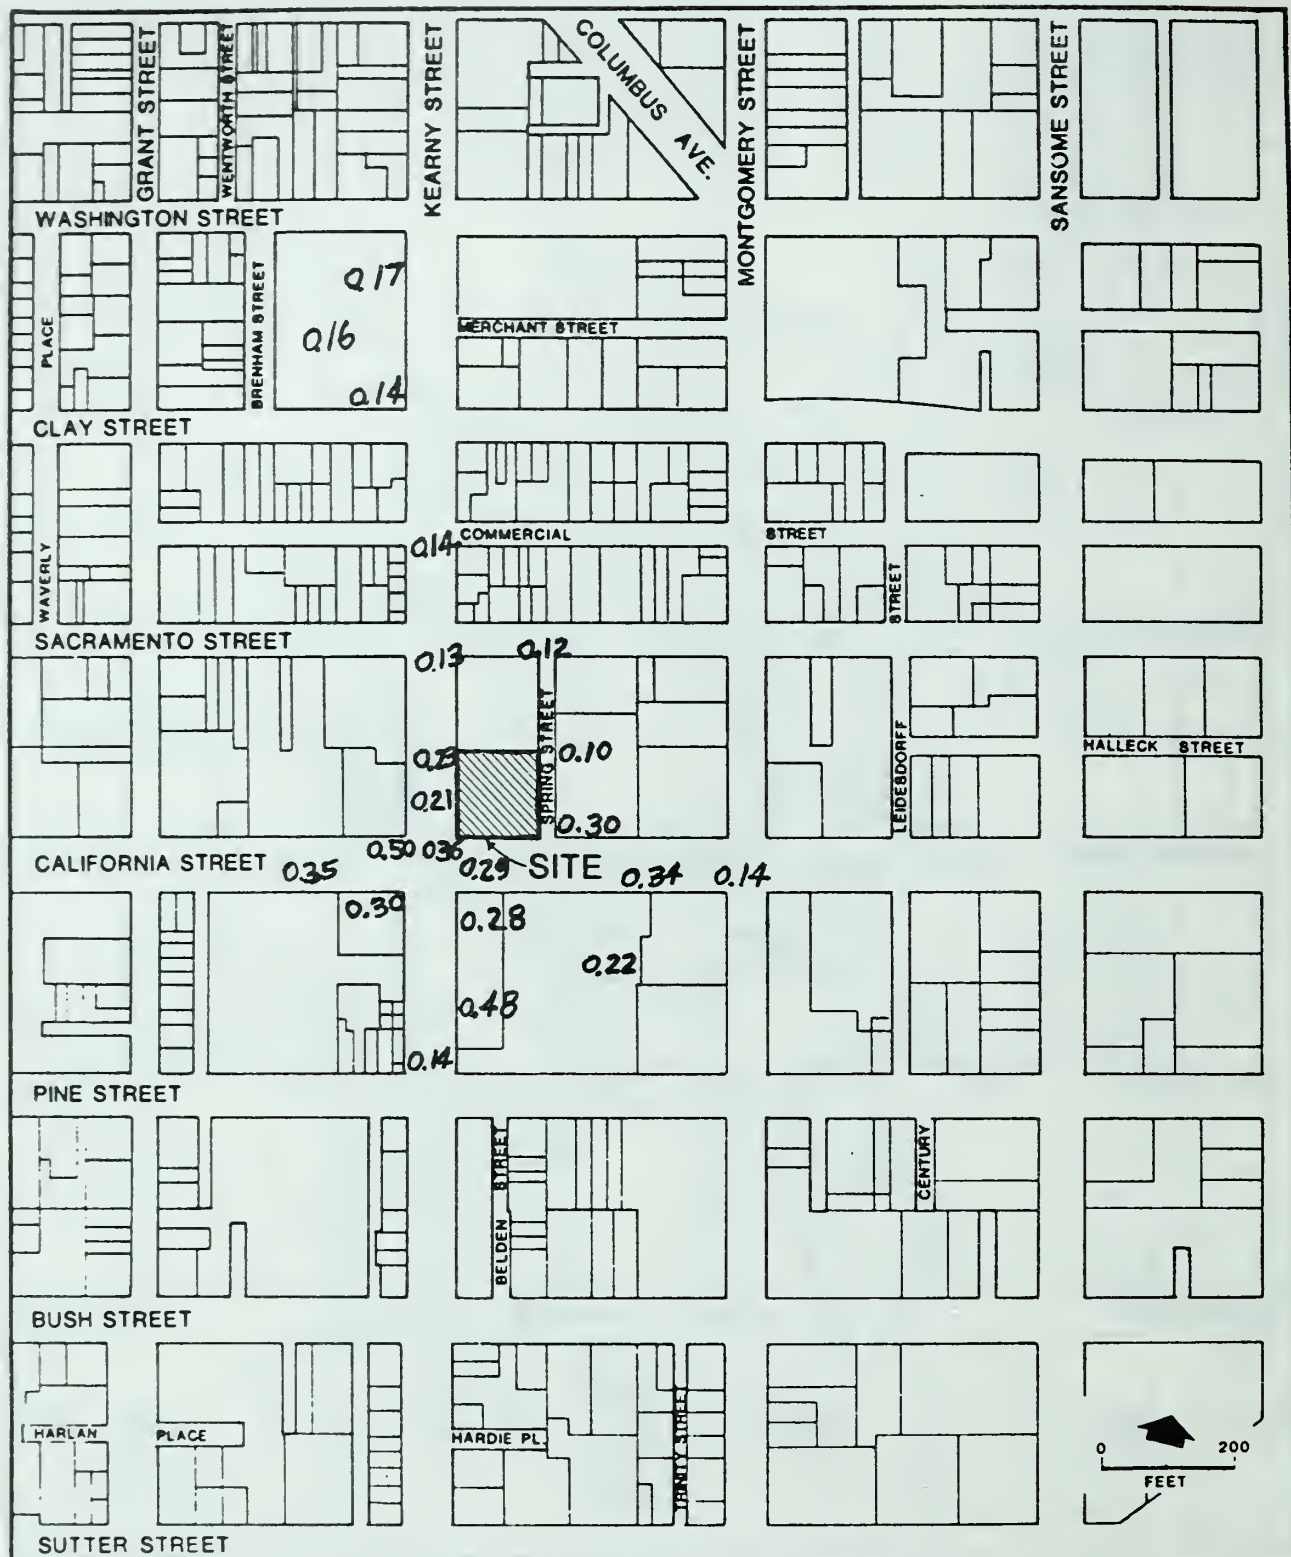 GRANT STREET
WENTWORTH STREET
KEARNY STREET
COLUMBUS AVE.
MONTGOMERY STREET
SANSOME STREET
WASHINGTON STREET
PLACE
BRENHAM STREET
0.17
0.16
0.14
MERCHANT STREET
CLAY STREET
WAVERLY
0.14
COMMERCIAL
STREET
STREET
SACRAMENTO STREET
0.13
0.12
SPRING STREET
LEIDESDORFF
HALLECK STREET
0.10
0.21
0.30
CALIFORNIA STREET
0.35
0.50
0.29
SITE
0.34
0.14
0.30
0.28
0.22
0.48
0.14
PINE STREET
BELDEN STREET
CENTURY
BUSH STREET
HARLAN
PLACE
HARDIE PL.
TRINITY STREET
0 200
FEET
SUTTER STREET